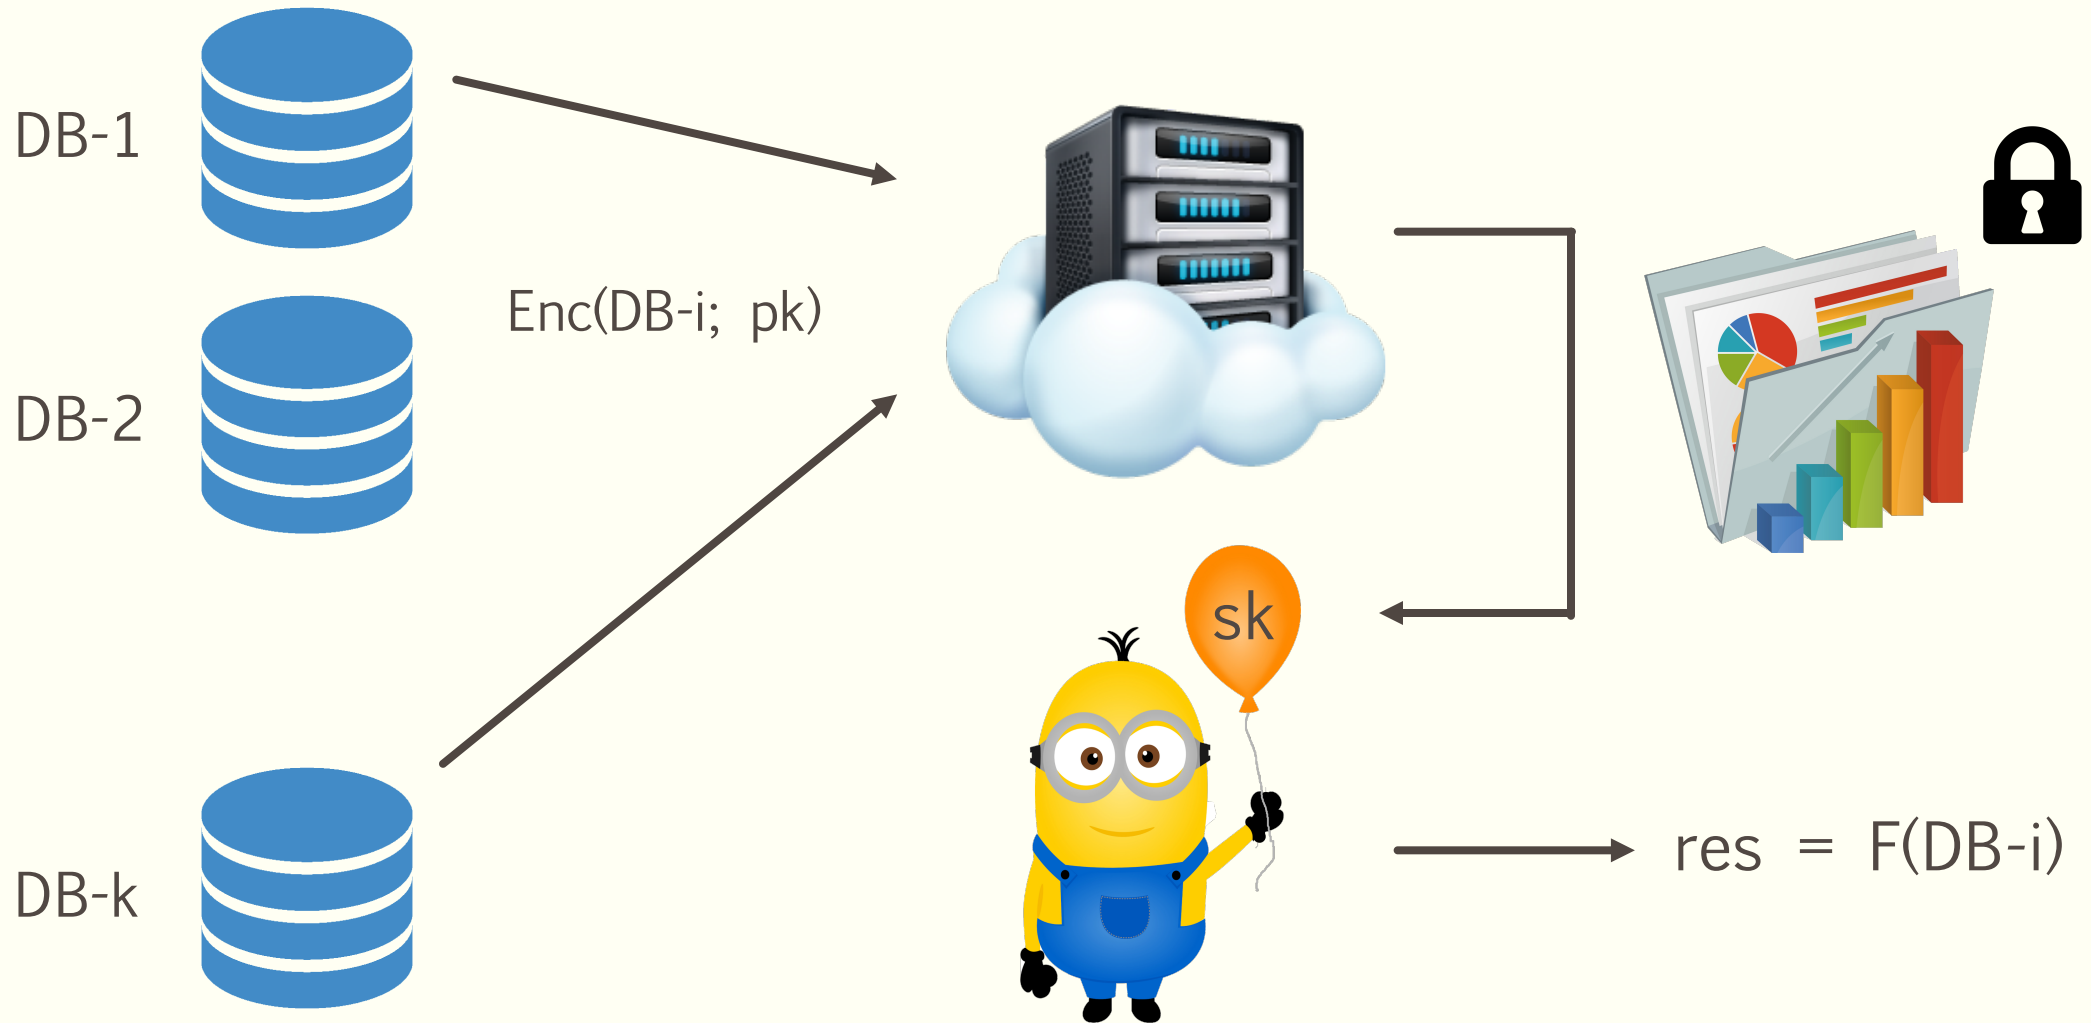 DB-1
Enc(DB-i; pk)
DB-2
sk
DB-k
res = F(DB-i)